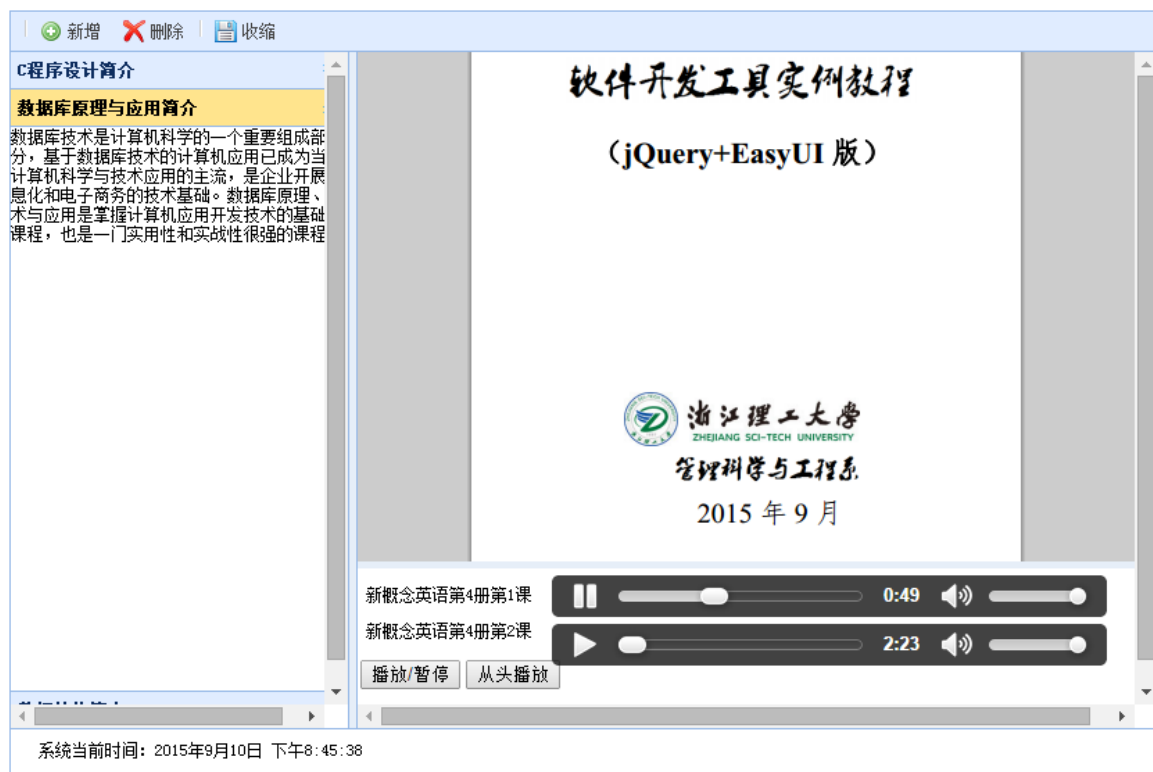 新增 删除 收缩
C程序设计简介
数据库原理与应用简介
数据库技术是计算机科学的一个重要组成部
分，基于数据库技术的计算机应用已成为当
计算机科学与技术应用的主流，是企业开展
息化和电子商务的技术基础。数据库原理、
术与应用是掌握计算机应用开发技术的基础
课程，也是一门实用性和实战性很强的课程
软件开发工具实例教程
（jQuery+EasyUI 版）
浙江理工大学
ZHEJIANG SCI-TECH UNIVERSITY
管理科学与工程系
2015 年 9 月
新概念英语第4册第1课 0:49
新概念英语第4册第2课 2:23
播放/暂停 从头播放
系统当前时间：2015年9月10日 下午8:45:38